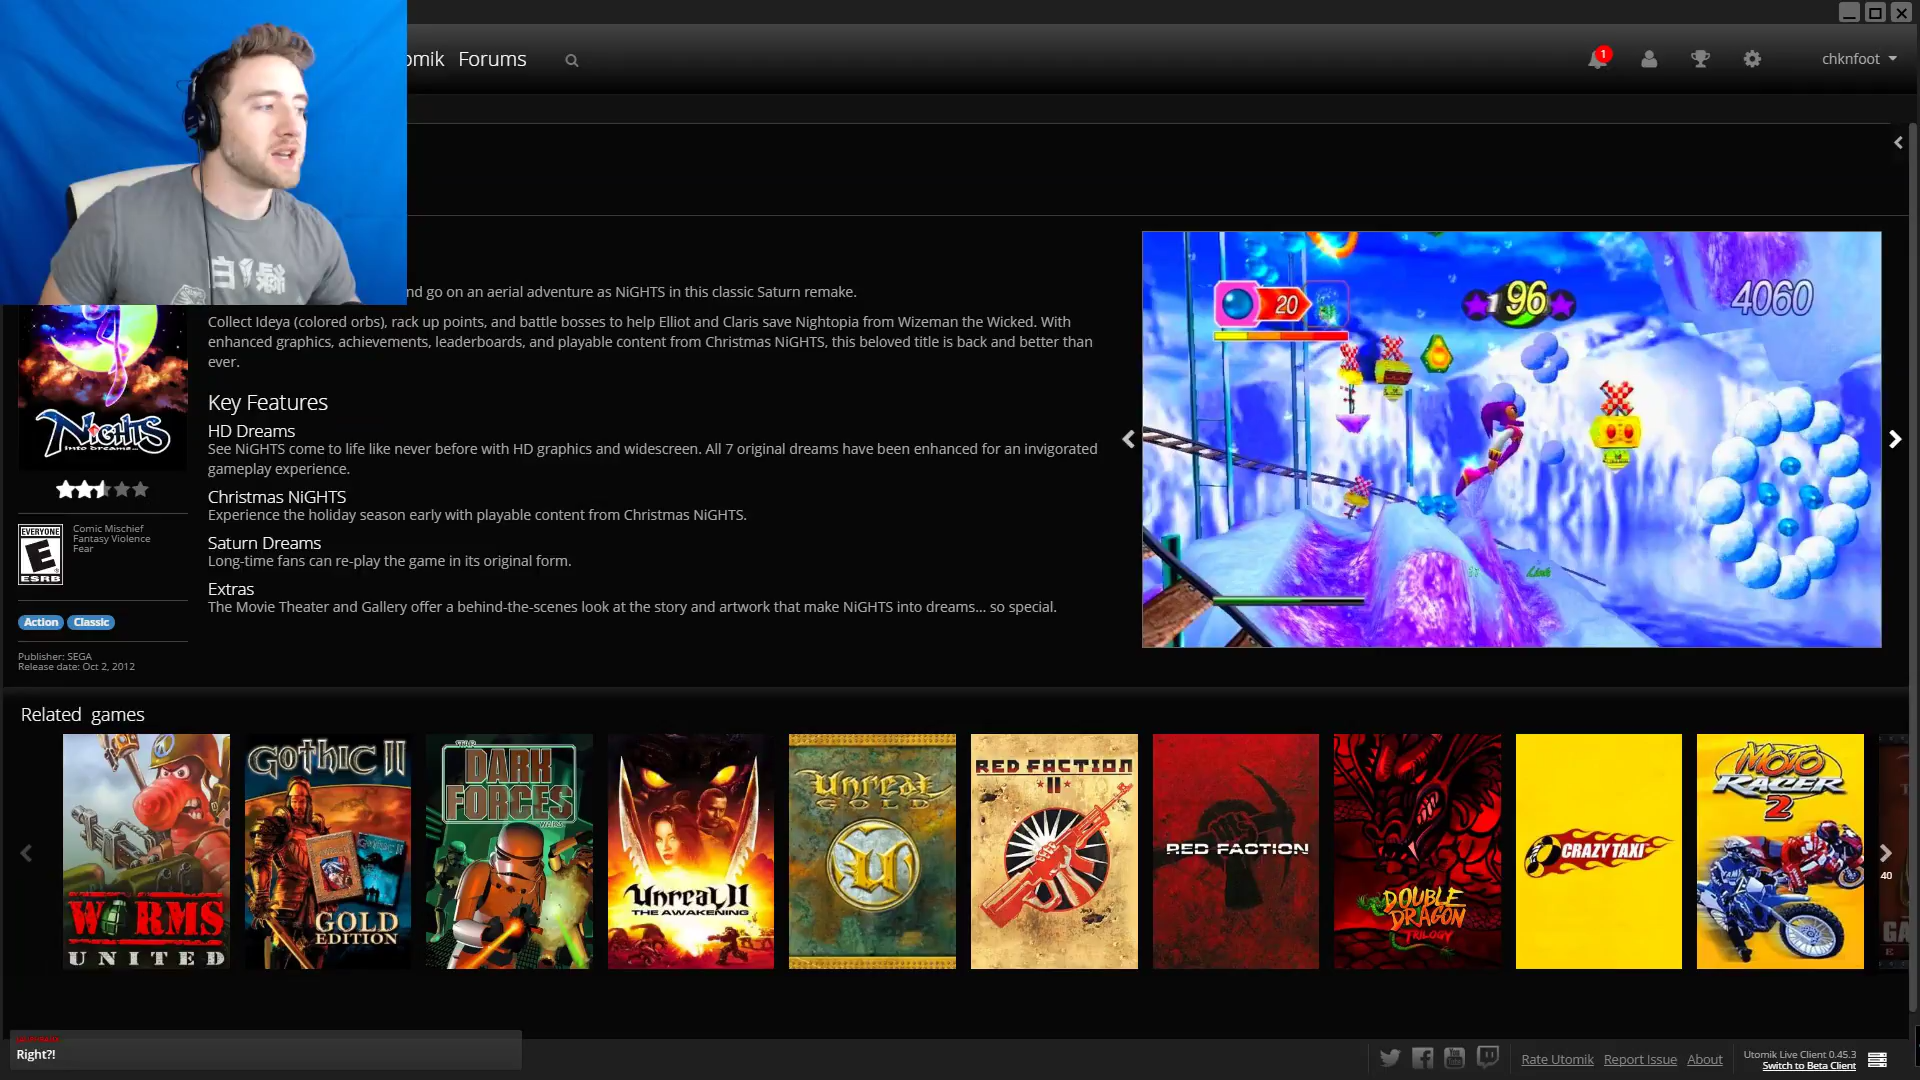 omik Forums
1
chknfoot
nd go on an aerial adventure as NiGHTS in this classic Saturn remake.
Collect Ideya (colored orbs), rack up points, and battle bosses to help Elliot and Claris save Nightopia from Wizeman the Wicked. With
enhanced graphics, achievements, leaderboards, and playable content from Christmas NiGHTS, this beloved title is back and better than
ever.
Key Features
HD Dreams
See NiGHTS come to life like never before with HD graphics and widescreen. All 7 original dreams have been enhanced for an invigorated
gameplay experience.
Christmas NiGHTS
Experience the holiday season early with playable content from Christmas NiGHTS.
Saturn Dreams
Long-time fans can re-play the game in its original form.
Extras
The Movie Theater and Gallery offer a behind-the-scenes look at the story and artwork that make NiGHTS into dreams... so special.
NiGHTS
into dreams...
EVERYONE
E
ESRB
Comic Mischief
Fantasy Violence
Fear
Action Classic
Publisher: SEGA
Release date: Oct 2, 2012
20
196
4060
Link
Related games
WORMS
UNITED
GOTHIC II
GOLD
EDITION
STAR
DARK
FORCES
WARS
UNREAL II
THE AWAKENING
UNREAL
GOLD
RED FACTION
II
RED FACTION
DOUBLE
DRAGON
TRILOGY
CRAZY TAXI
MOTO
RACER
2
40
Right?!
Rate Utomik Report Issue About
Utomik Live Client 0.45.3
Switch to Beta Client